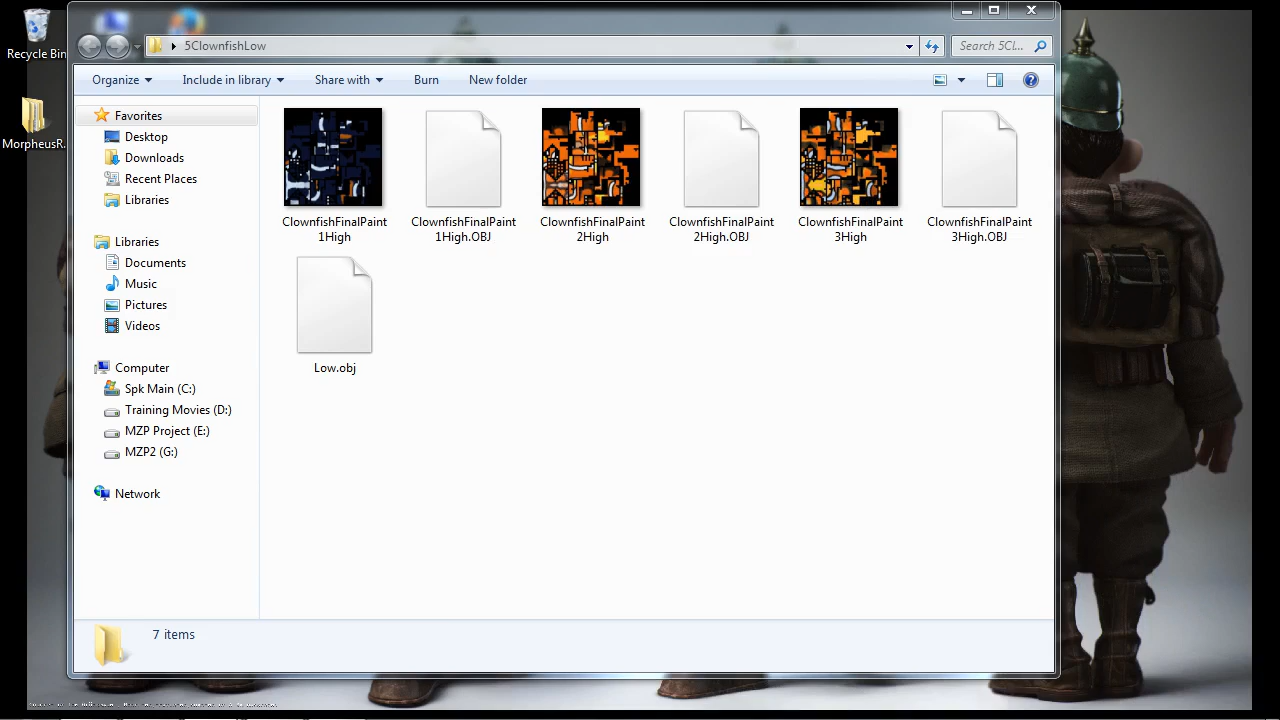 Recycle Bin
MorpheusR...
5ClownfishLow
Search 5Cl...
Organize
Include in library
Share with
Burn
New folder
Favorites
Desktop
Downloads
Recent Places
Libraries
Libraries
Documents
Music
Pictures
Videos
Computer
Spk Main (C:)
Training Movies (D:)
MZP Project (E:)
MZP2 (G:)
Network
ClownfishFinalPaint
1High
ClownfishFinalPaint
1High.OBJ
ClownfishFinalPaint
2High
ClownfishFinalPaint
2High.OBJ
ClownfishFinalPaint
3High
ClownfishFinalPaint
3High.OBJ
Low.obj
7 items